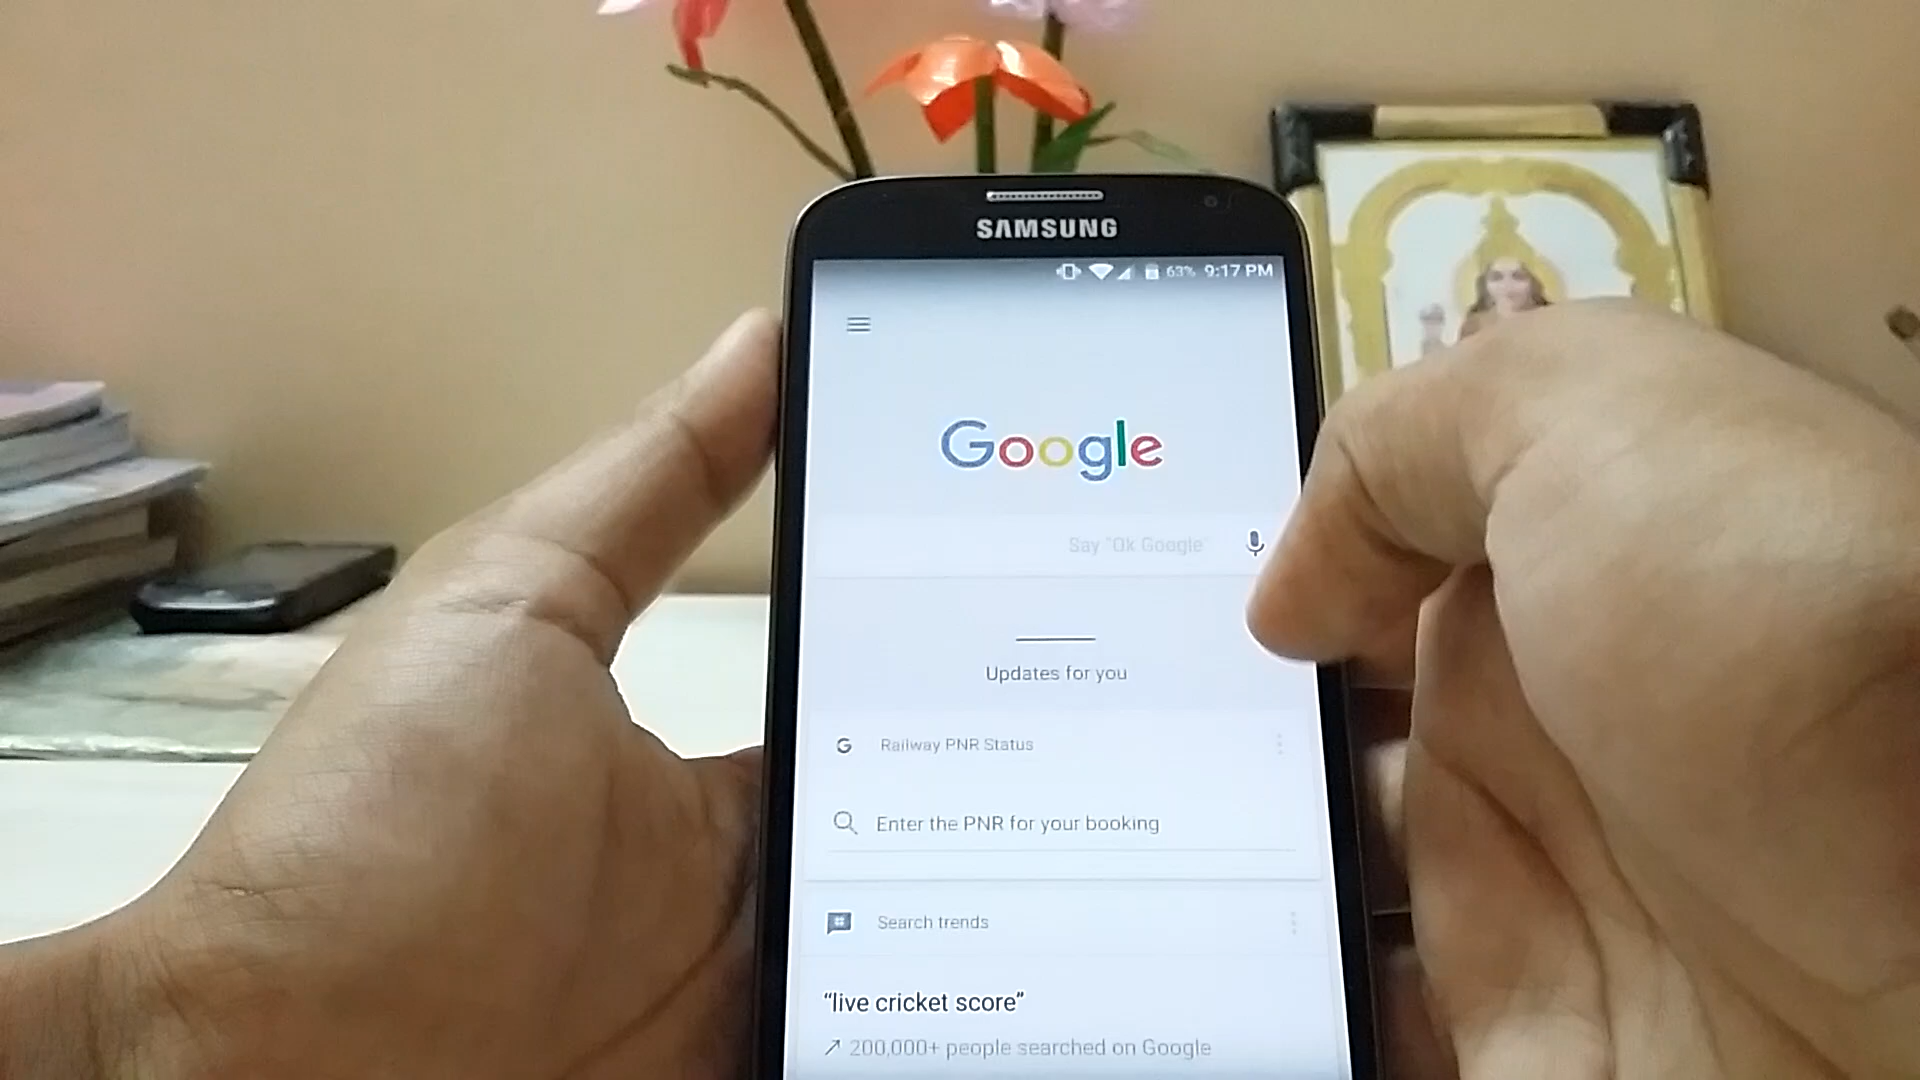 SAMSUNG
63% 9:17 PM
Google
Say "Ok Google"
Updates for you
G Railway PNR Status
Enter the PNR for your booking
Search trends
“live cricket score”
200,000+ people searched on Google